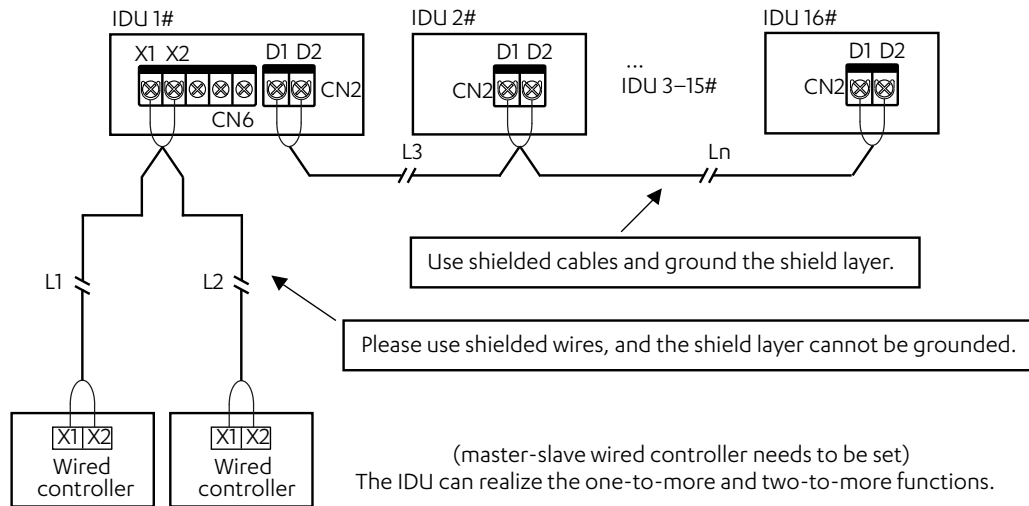 IDU 1#
IDU 2#
IDU 16#
X1 X2
D1 D2
CN2
CN6
D1 D2
CN2
...
IDU 3–15#
D1 D2
CN2
L3
Ln
Use shielded cables and ground the shield layer.
L1
L2
Please use shielded wires, and the shield layer cannot be grounded.
X1 X2
Wired
controller
X1 X2
Wired
controller
(master-slave wired controller needs to be set)
The IDU can realize the one-to-more and two-to-more functions.